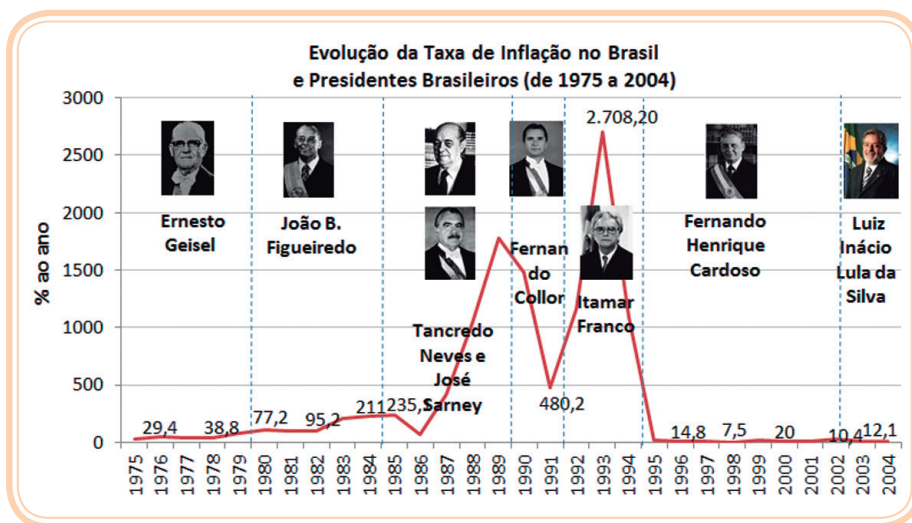 Evolução da Taxa de Inflação no Brasil
e Presidentes Brasileiros (de 1975 a 2004)
% ao ano
3000
2500
2000
1500
1000
500
0
2.708,20
Ernesto
Geisel
João B.
Figueiredo
Tancredo
Neves e
José
Sarney
Fernan
do
Collor
Itamar
Franco
Fernando
Henrique
Cardoso
Luiz
Inácio
Lula da
Silva
29,4
38,8
77,2
95,2
211
480,2
14,8
7,5
20
10,4
12,1
1975
1976
1977
1978
1979
1980
1981
1982
1983
1984
1985
1986
1987
1988
1989
1990
1991
1992
1993
1994
1995
1996
1997
1998
1999
2000
2001
2002
2003
2004